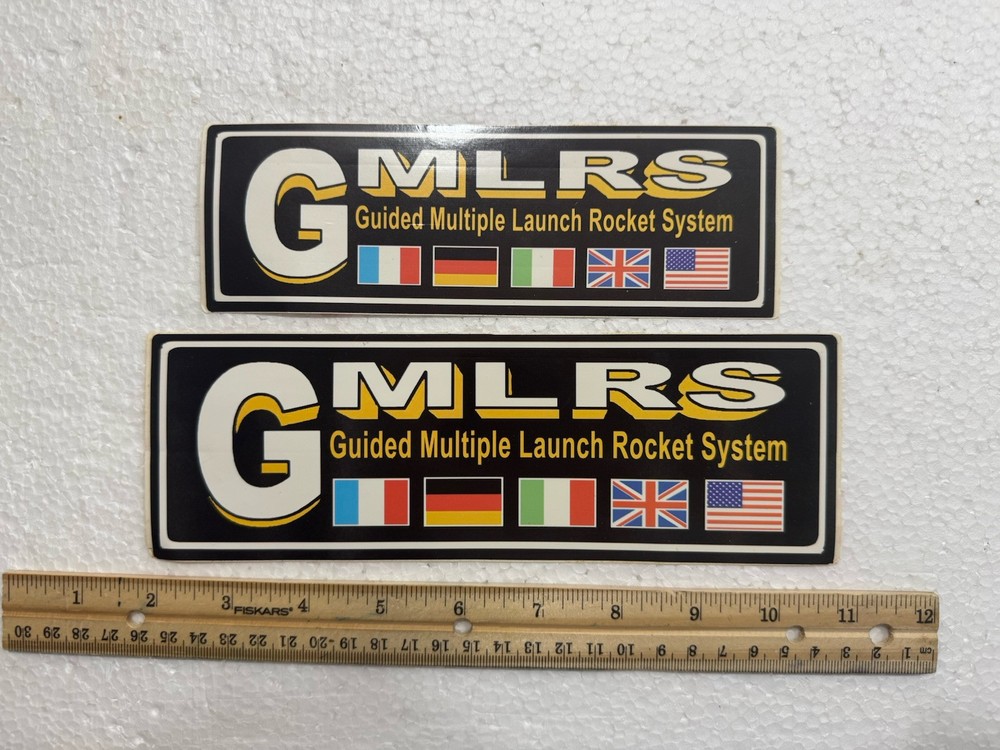 GMLRS
Guided Multiple Launch Rocket System
GMLRS
Guided Multiple Launch Rocket System
1 2 3 FISKARS® 4 5 6 7 8 9 10 11 12
30 29 28 27 26 25 24 23 22 21 20 19 18 17 16 15 14 13 12 11 10 9 8 7 6 5 4 3 2 1 cm